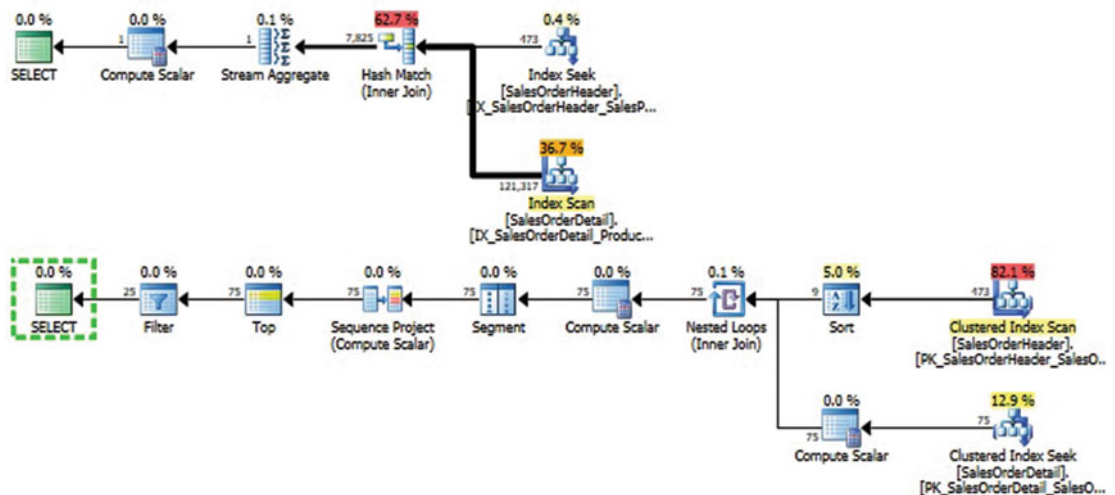 0.0 % 0.0 % 0.1 % 62.7 % 0.4 %
1 1 7,825 473
SELECT Compute Scalar Stream Aggregate Hash Match Index Seek
(Inner Join) [SalesOrderHeader].
[IX_SalesOrderHeader_SalesP...
36.7 %
121,317
Index Scan
[SalesOrderDetail].
[IX_SalesOrderDetail_Produc...
0.0 % 0.0 % 0.0 % 0.0 % 0.0 % 0.0 % 0.1 % 5.0 % 82.1 %
25 75 75 75 75 75 9 473
SELECT Filter Top Sequence Project Segment Compute Scalar Nested Loops Sort Clustered Index Scan
(Compute Scalar) (Inner Join) [SalesOrderHeader].
[PK_SalesOrderHeader_SalesO...
0.0 % 12.9 %
75 75
Compute Scalar Clustered Index Seek
[SalesOrderDetail].
[PK_SalesOrderDetail_SalesO...